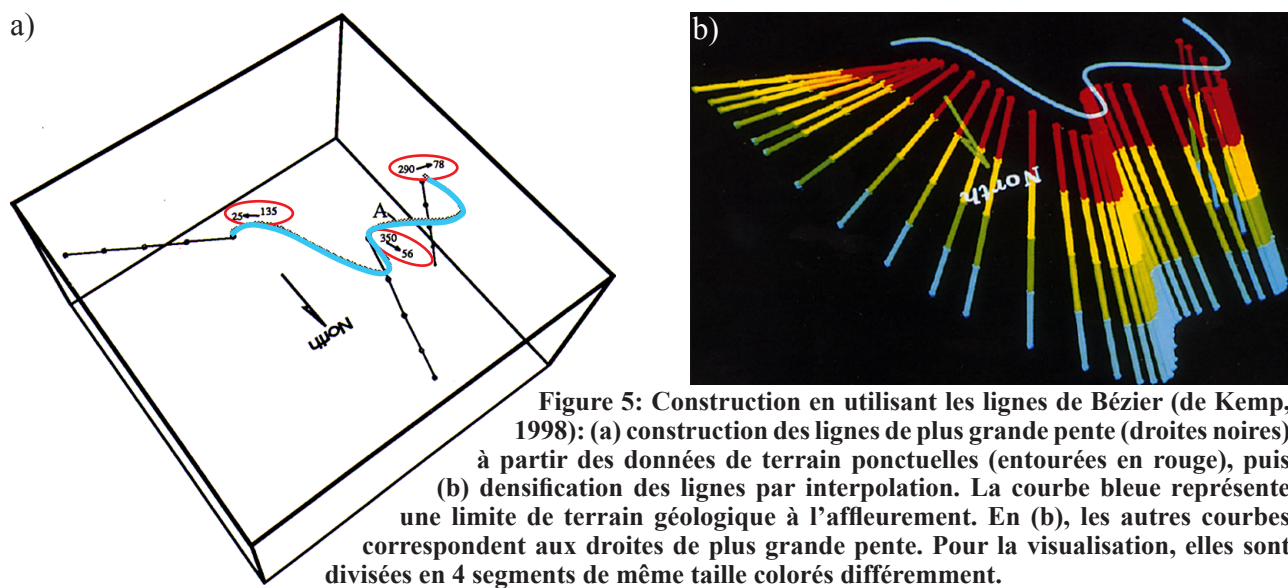 a)
b)
290 → 78
25 ← 135
A
350
→ 56
North
North
Figure 5: Construction en utilisant les lignes de Bézier (de Kemp,
1998): (a) construction des lignes de plus grande pente (droites noires)
à partir des données de terrain ponctuelles (entourées en rouge), puis
(b) densification des lignes par interpolation. La courbe bleue représente
une limite de terrain géologique à l’affleurement. En (b), les autres courbes
correspondent aux droites de plus grande pente. Pour la visualisation, elles sont
divisées en 4 segments de même taille colorés différemment.